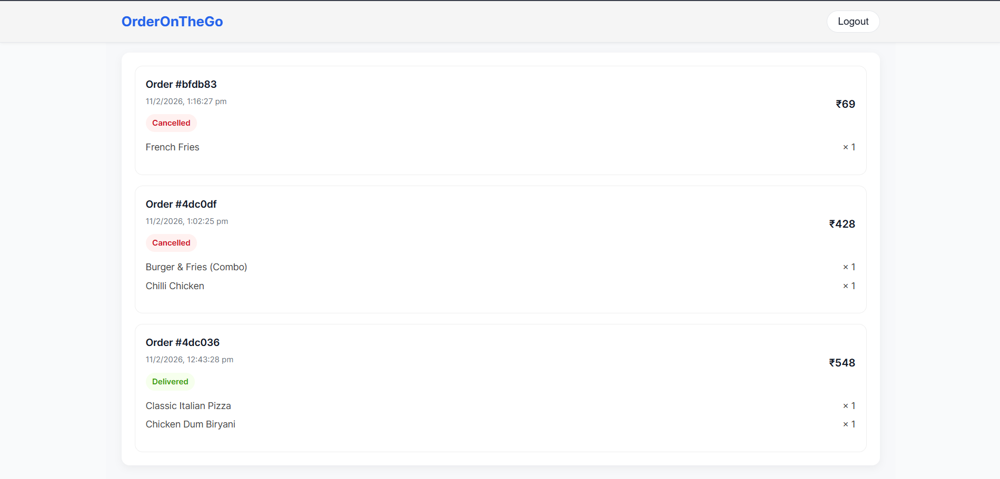 OrderOnTheGo
Logout
Order #bfdb83
11/2/2026, 1:16:27 pm
₹69
Cancelled
French Fries × 1
Order #4dc0df
11/2/2026, 1:02:25 pm
₹428
Cancelled
Burger & Fries (Combo) × 1
Chilli Chicken × 1
Order #4dc036
11/2/2026, 12:43:28 pm
₹548
Delivered
Classic Italian Pizza × 1
Chicken Dum Biryani × 1